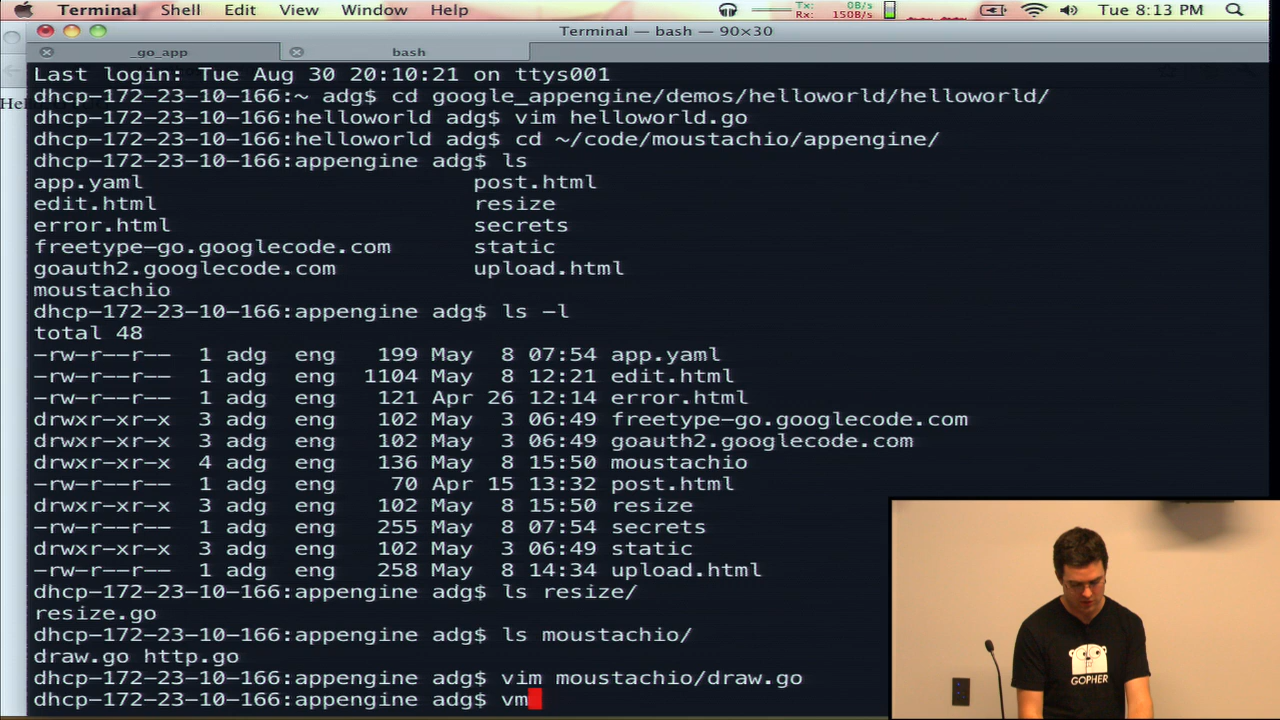 Terminal Shell Edit View Window Help Tx: 0B/s Rx: 150B/s Tue 8:13 PM
Terminal — bash — 90×30
_go_app bash
Last login: Tue Aug 30 20:10:21 on ttys001
dhcp-172-23-10-166:~ adg$ cd google_appengine/demos/helloworld/helloworld/
dhcp-172-23-10-166:helloworld adg$ vim helloworld.go
dhcp-172-23-10-166:helloworld adg$ cd ~/code/moustachio/appengine/
dhcp-172-23-10-166:appengine adg$ ls
app.yaml post.html
edit.html resize
error.html secrets
freetype-go.googlecode.com static
goauth2.googlecode.com upload.html
moustachio
dhcp-172-23-10-166:appengine adg$ ls -l
total 48
-rw-r--r-- 1 adg eng 199 May 8 07:54 app.yaml
-rw-r--r-- 1 adg eng 1104 May 8 12:21 edit.html
-rw-r--r-- 1 adg eng 121 Apr 26 12:14 error.html
drwxr-xr-x 3 adg eng 102 May 3 06:49 freetype-go.googlecode.com
drwxr-xr-x 3 adg eng 102 May 3 06:49 goauth2.googlecode.com
drwxr-xr-x 4 adg eng 136 May 8 15:50 moustachio
-rw-r--r-- 1 adg eng 70 Apr 15 13:32 post.html
drwxr-xr-x 3 adg eng 102 May 8 15:50 resize
-rw-r--r-- 1 adg eng 255 May 8 07:54 secrets
drwxr-xr-x 3 adg eng 102 May 3 06:49 static
-rw-r--r-- 1 adg eng 258 May 8 14:34 upload.html
dhcp-172-23-10-166:appengine adg$ ls resize/
resize.go
dhcp-172-23-10-166:appengine adg$ ls moustachio/
draw.go http.go
dhcp-172-23-10-166:appengine adg$ vim moustachio/draw.go
dhcp-172-23-10-166:appengine adg$ vm
GOPHER